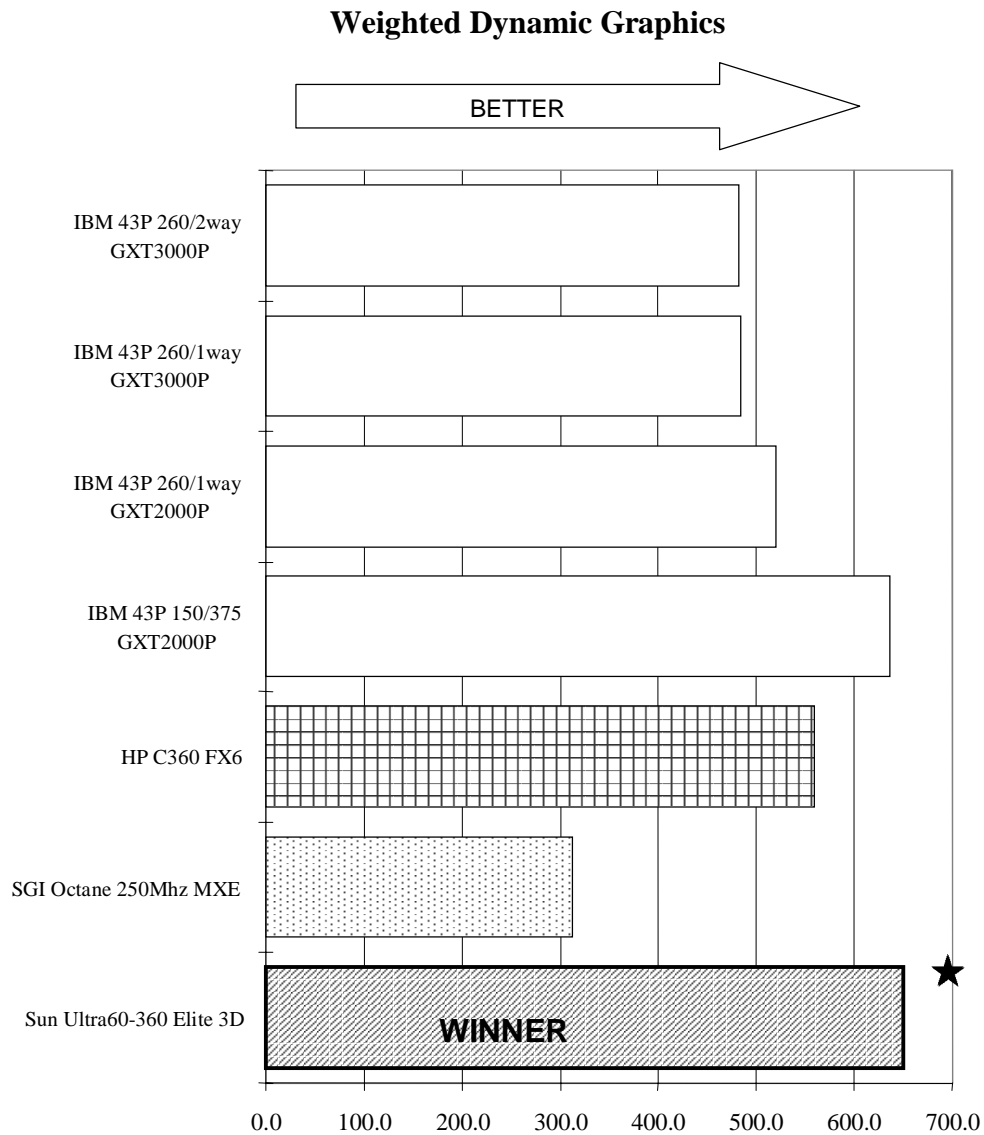 Weighted Dynamic Graphics
BETTER
IBM 43P 260/2way
GXT3000P
IBM 43P 260/1way
GXT3000P
IBM 43P 260/1way
GXT2000P
IBM 43P 150/375
GXT2000P
HP C360 FX6
SGI Octane 250Mhz MXE
Sun Ultra60-360 Elite 3D
WINNER
0.0 100.0 200.0 300.0 400.0 500.0 600.0 700.0